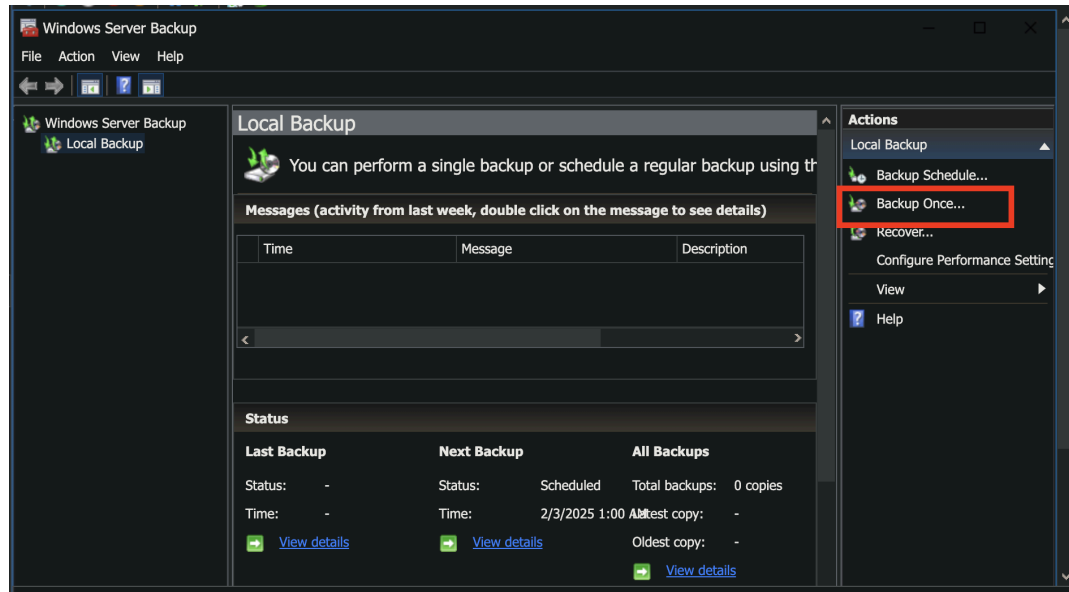 Windows Server Backup
File Action View Help
Windows Server Backup
Local Backup
Local Backup
You can perform a single backup or schedule a regular backup using th
Messages (activity from last week, double click on the message to see details)
Time Message Description
Status
Last Backup Next Backup All Backups
Status: - Status: Scheduled Total backups: 0 copies
Time: - Time: 2/3/2025 1:00 AM Latest copy: -
View details View details Oldest copy: -
View details
Actions
Local Backup
Backup Schedule...
Backup Once...
Recover...
Configure Performance Setting
View
Help